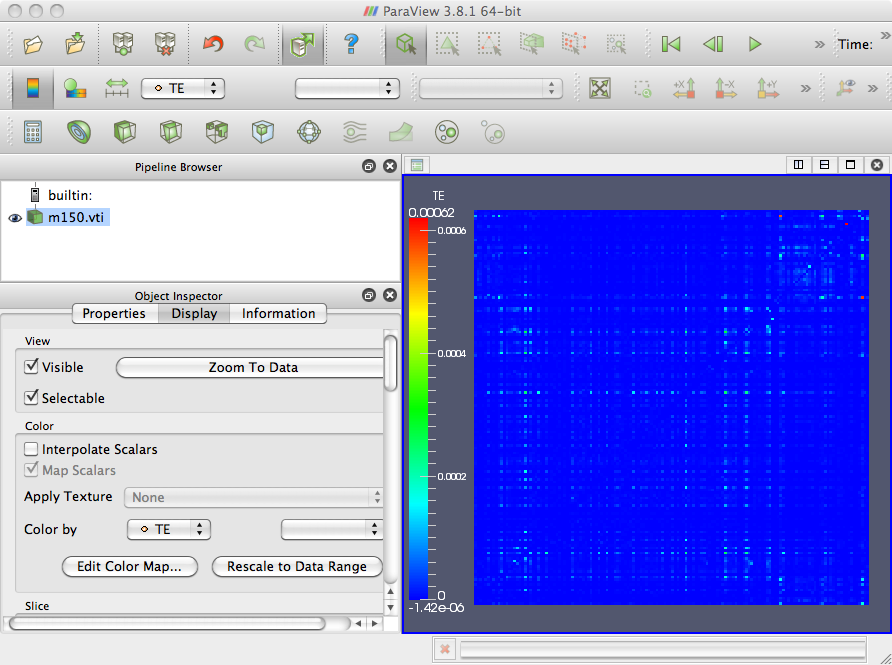 ParaView 3.8.1 64-bit
?
» Time: »
TE
+X -X +Y » »
Pipeline Browser
builtin:
m150.vti
Object Inspector
Properties Display Information
View
Visible Zoom To Data
Selectable
Color
Interpolate Scalars
Map Scalars
Apply Texture None
Color by TE
Edit Color Map... Rescale to Data Range
Slice
TE
0.00062
0.0006
0.0004
0.0002
0
-1.42e-06